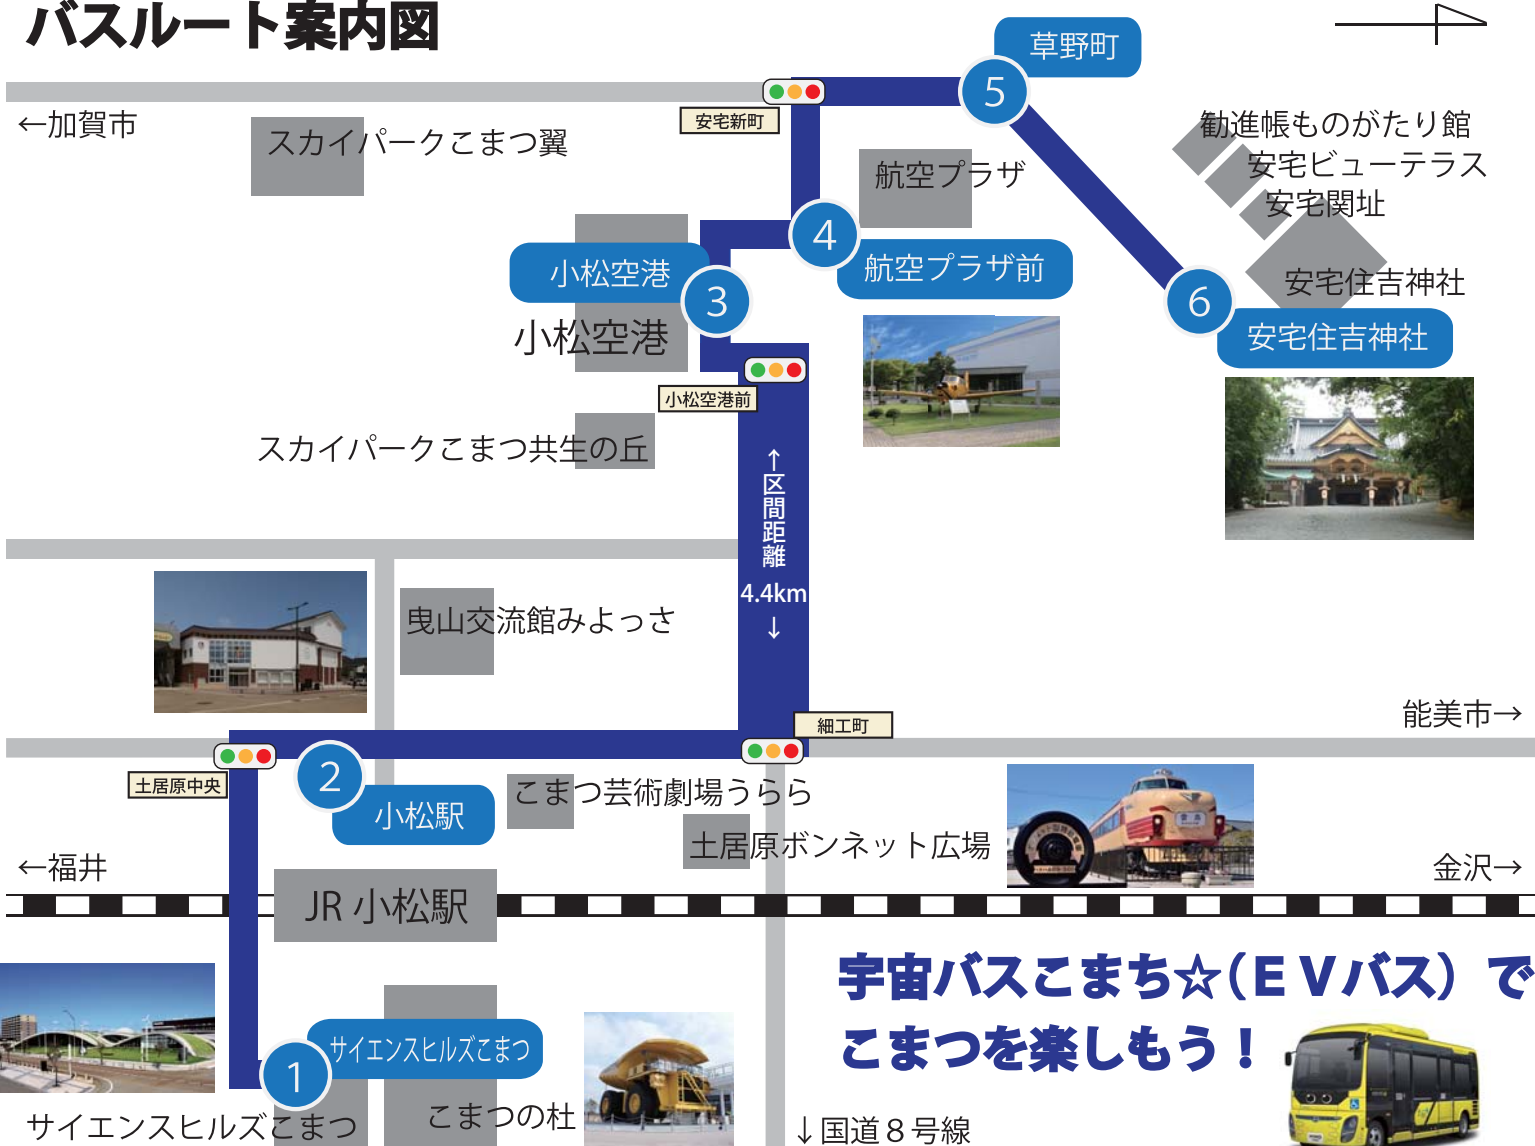 バスルート案内図
草野町
5
←加賀市
安宅新町
スカイパークこまつ翼
勧進帳ものがたり館
安宅ビューテラス
安宅関址
航空プラザ
4
航空プラザ前
小松空港
3
小松空港
安宅住吉神社
6
安宅住吉神社
小松空港前
スカイパークこまつ共生の丘
↑区間距離
4.4km
↓
曳山交流館みよっさ
能美市→
細工町
土居原中央
2
小松駅
こまつ芸術劇場うらら
土居原ボンネット広場
←福井
金沢→
JR 小松駅
宇宙バスこまち☆(ＥＶバス）で
こまつを楽しもう！
サイエンスヒルズこまつ
1
サイエンスヒルズこまつ
こまつの杜
↓国道８号線